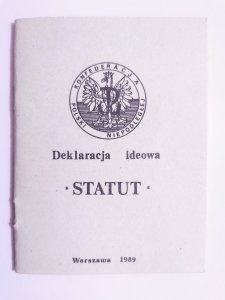 KONFEDERACJA
POLSKI NIEPODLEGŁEJ
Deklaracja ideowa
· STATUT ·
Warszawa 1989